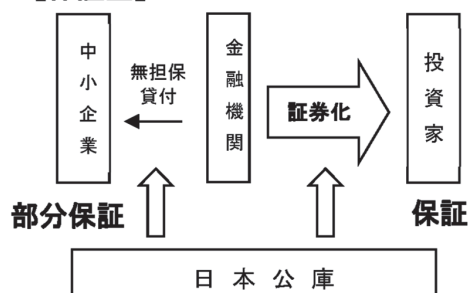 中小企業
無担保
貸付
金融機関
証券化
投資家
部分保証
保証
日本公庫